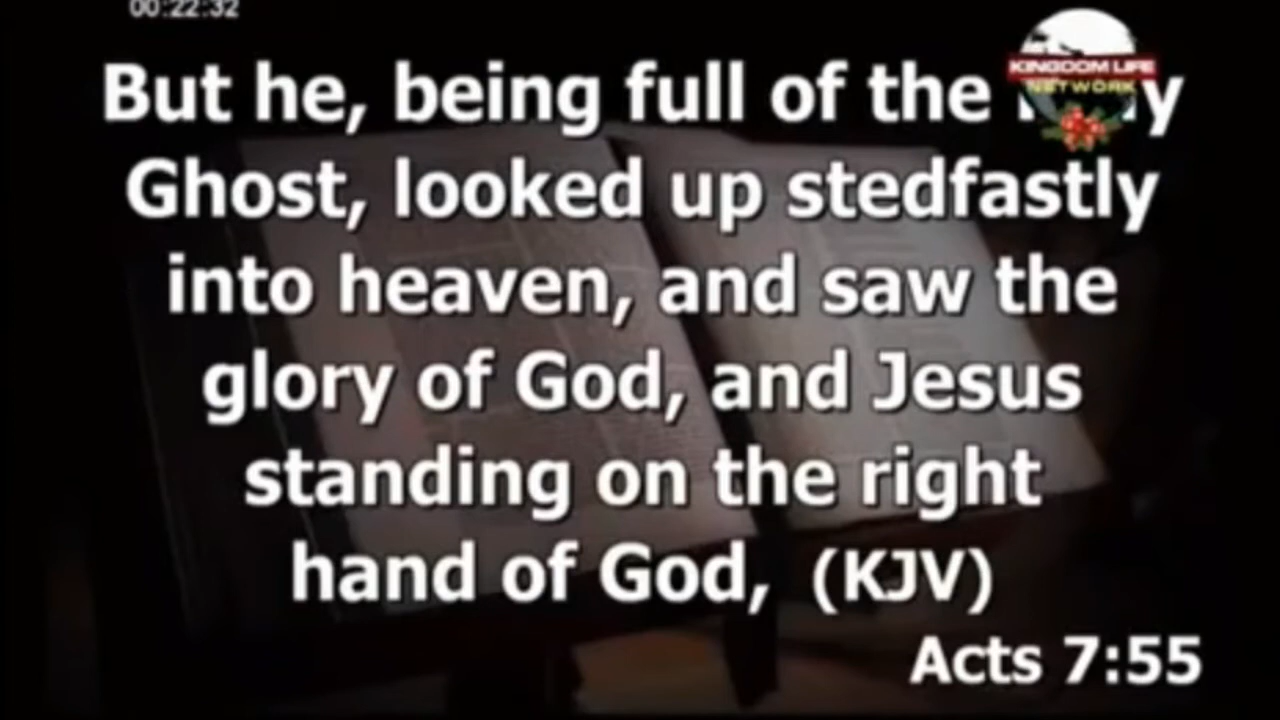 00:22:32
KINGDOM LIFE
NETWORK
But he, being full of the
Ghost, looked up stedfastly
into heaven, and saw the
glory of God, and Jesus
standing on the right
hand of God, (KJV)
Acts 7:55